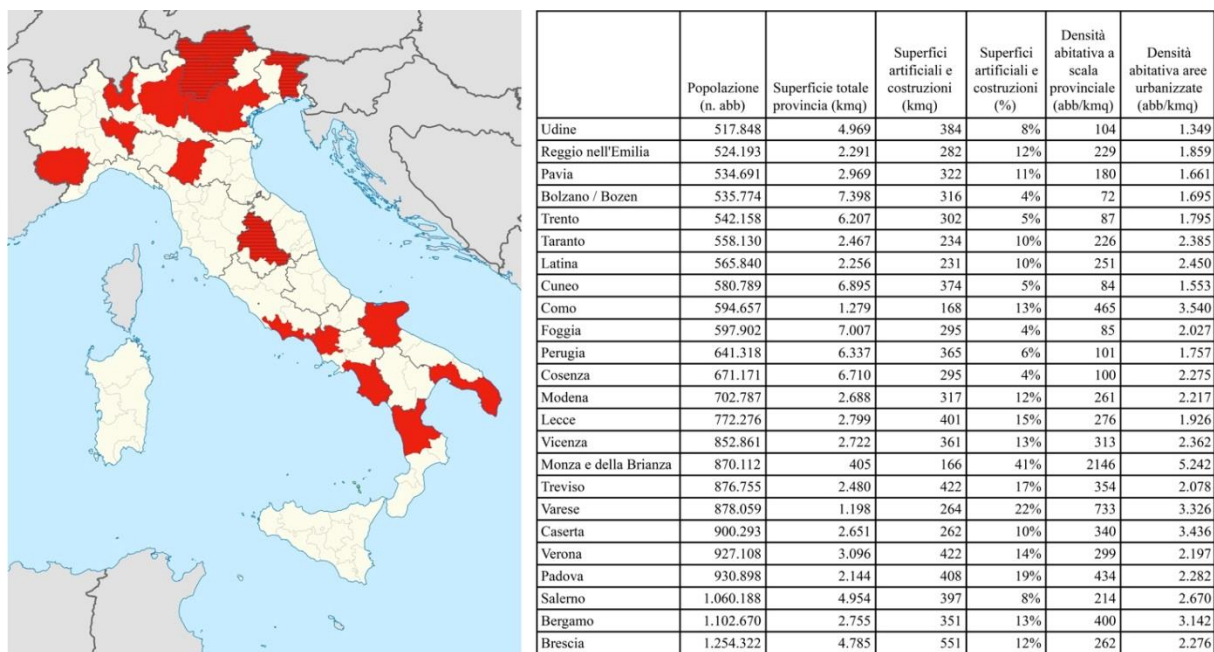 Popolazione (n. abb) Superficie totale provincia (kmq) Superfici artificiali e costruzioni (kmq) Superfici artificiali e costruzioni (%) Densità abitativa a scala provinciale (abb/kmq) Densità abitativa aree urbanizzate (abb/kmq)
Udine 517.848 4.969 384 8% 104 1.349
Reggio nell'Emilia 524.193 2.291 282 12% 229 1.859
Pavia 534.691 2.969 322 11% 180 1.661
Bolzano / Bozen 535.774 7.398 316 4% 72 1.695
Trento 542.158 6.207 302 5% 87 1.795
Taranto 558.130 2.467 234 10% 226 2.385
Latina 565.840 2.256 231 10% 251 2.450
Cuneo 580.789 6.895 374 5% 84 1.553
Como 594.657 1.279 168 13% 465 3.540
Foggia 597.902 7.007 295 4% 85 2.027
Perugia 641.318 6.337 365 6% 101 1.757
Cosenza 671.171 6.710 295 4% 100 2.275
Modena 702.787 2.688 317 12% 261 2.217
Lecce 772.276 2.799 401 15% 276 1.926
Vicenza 852.861 2.722 361 13% 313 2.362
Monza e della Brianza 870.112 405 166 41% 2146 5.242
Treviso 876.755 2.480 422 17% 354 2.078
Varese 878.059 1.198 264 22% 733 3.326
Caserta 900.293 2.651 262 10% 340 3.436
Verona 927.108 3.096 422 14% 299 2.197
Padova 930.898 2.144 408 19% 434 2.282
Salerno 1.060.188 4.954 397 8% 214 2.670
Bergamo 1.102.670 2.755 351 13% 400 3.142
Brescia 1.254.322 4.785 551 12% 262 2.276